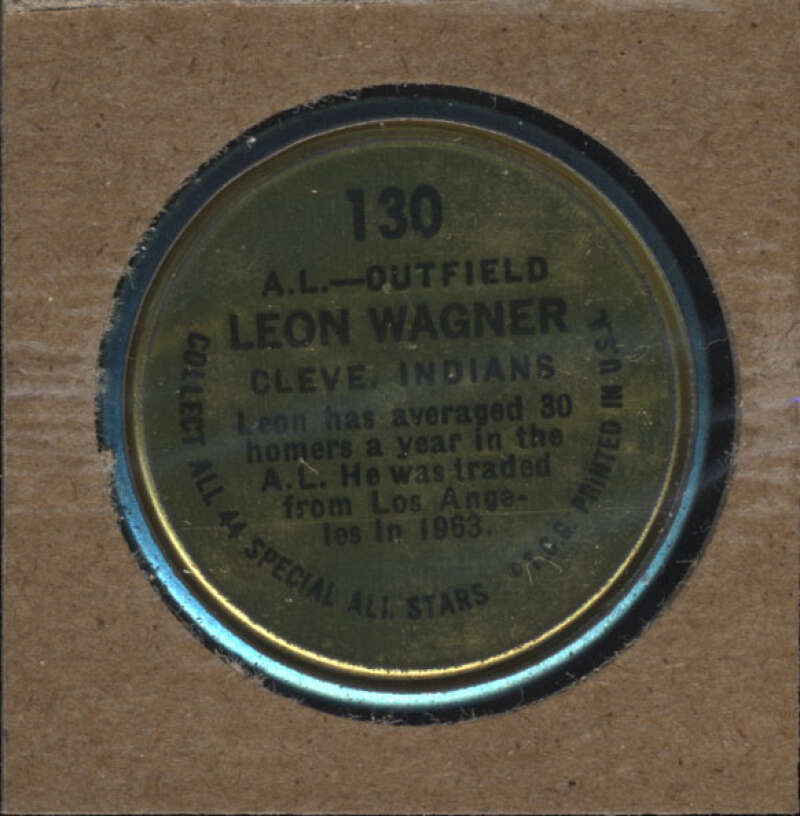 130
A.L.—OUTFIELD
LEON WAGNER
CLEVE. INDIANS
Leon has averaged 30
homers a year in the
A.L. He was traded
from Los Ange-
les in 1963.
COLLECT ALL 44 SPECIAL ALL STARS
©T.C.G. PRINTED IN USA